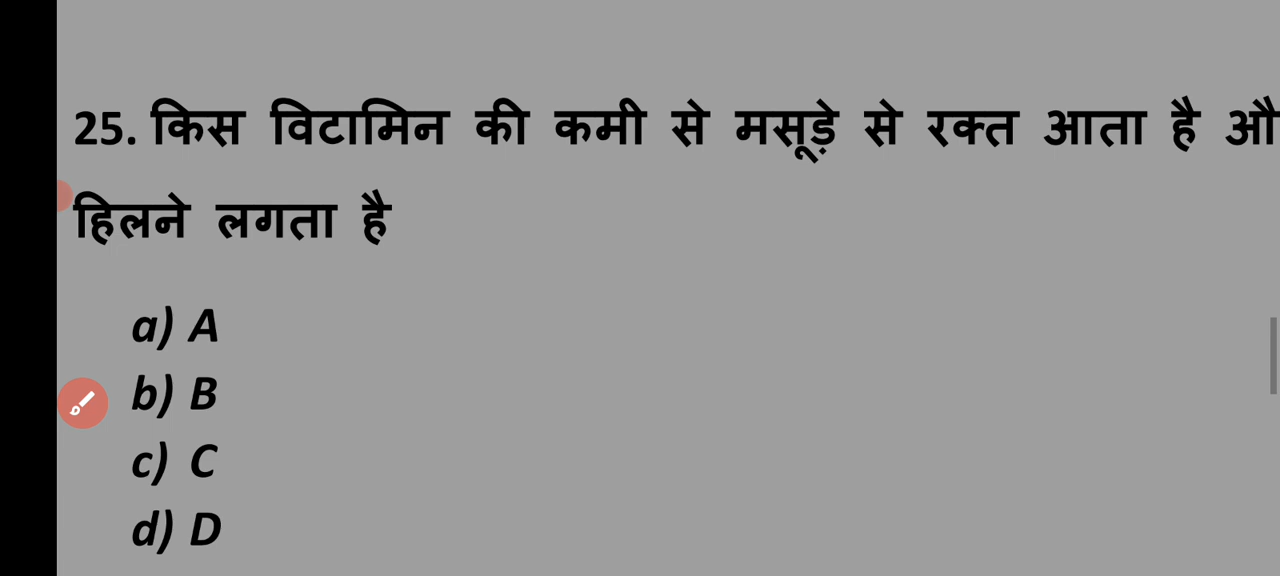 25. किस विटामिन की कमी से मसूड़े से रक्त आता है
हिलने लगता है
a) A
b) B
c) C
d) D